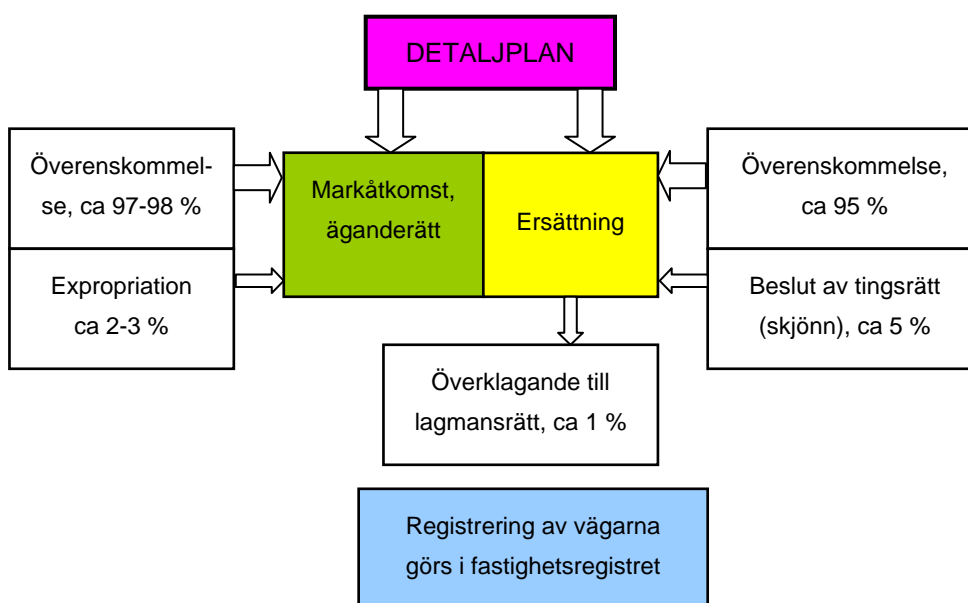 DETALJPLAN
Överenskommel-
se, ca 97-98 %
Expropriation
ca 2-3 %
Markåtkomst,
äganderätt
Ersättning
Överenskommelse,
ca 95 %
Beslut av tingsrätt
(skjönn), ca 5 %
Överklagande till
lagmansrätt, ca 1 %
Registrering av vägarna
görs i fastighetsregistret